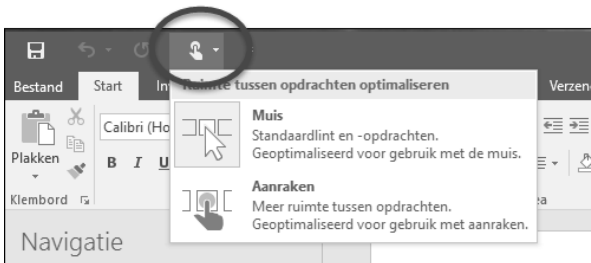 Bestand Start In Ruimte tussen opdrachten optimaliseren Verzen
Calibri (Ho
Muis
Standaardlint en -opdrachten.
Geoptimaliseerd voor gebruik met de muis.
Plakken
B I U
Aanraken
Meer ruimte tussen opdrachten.
Geoptimaliseerd voor gebruik met aanraken.
Klembord
ea
Navigatie